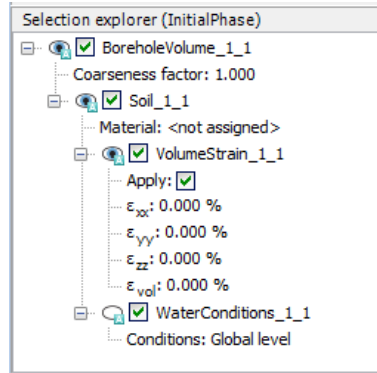 Selection explorer (InitialPhase)
BoreholeVolume_1_1
Coarseness factor: 1.000
Soil_1_1
Material: <not assigned>
VolumeStrain_1_1
Apply:
εxx: 0.000 %
εyy: 0.000 %
εzz: 0.000 %
εvol: 0.000 %
WaterConditions_1_1
Conditions: Global level